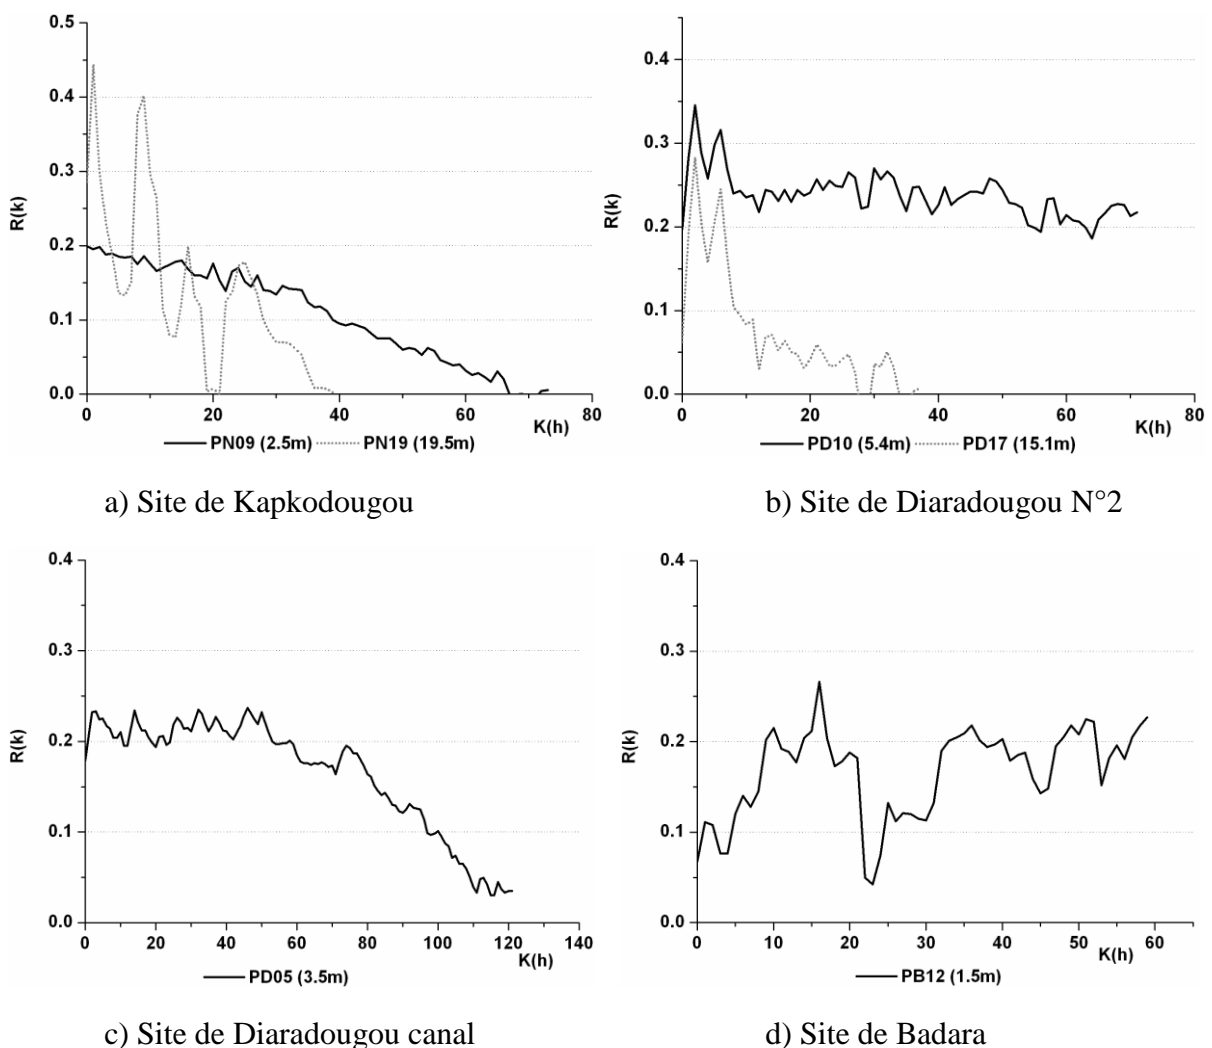 0.5
0.4
0.3
0.2
0.1
0.0
R(k)
0 20 40 60 80
K(h)
PN09 (2.5m) PN19 (19.5m)
a) Site de Kapkodougou
0.4
0.3
0.2
0.1
0.0
R(k)
0 20 40 60 80
K(h)
PD10 (5.4m) PD17 (15.1m)
b) Site de Diaradougou N°2
0.4
0.3
0.2
0.1
0.0
R(k)
0 20 40 60 80 100 120 140
K(h)
PD05 (3.5m)
c) Site de Diaradougou canal
0.4
0.3
0.2
0.1
0.0
R(k)
0 10 20 30 40 50 60
K(h)
PB12 (1.5m)
d) Site de Badara